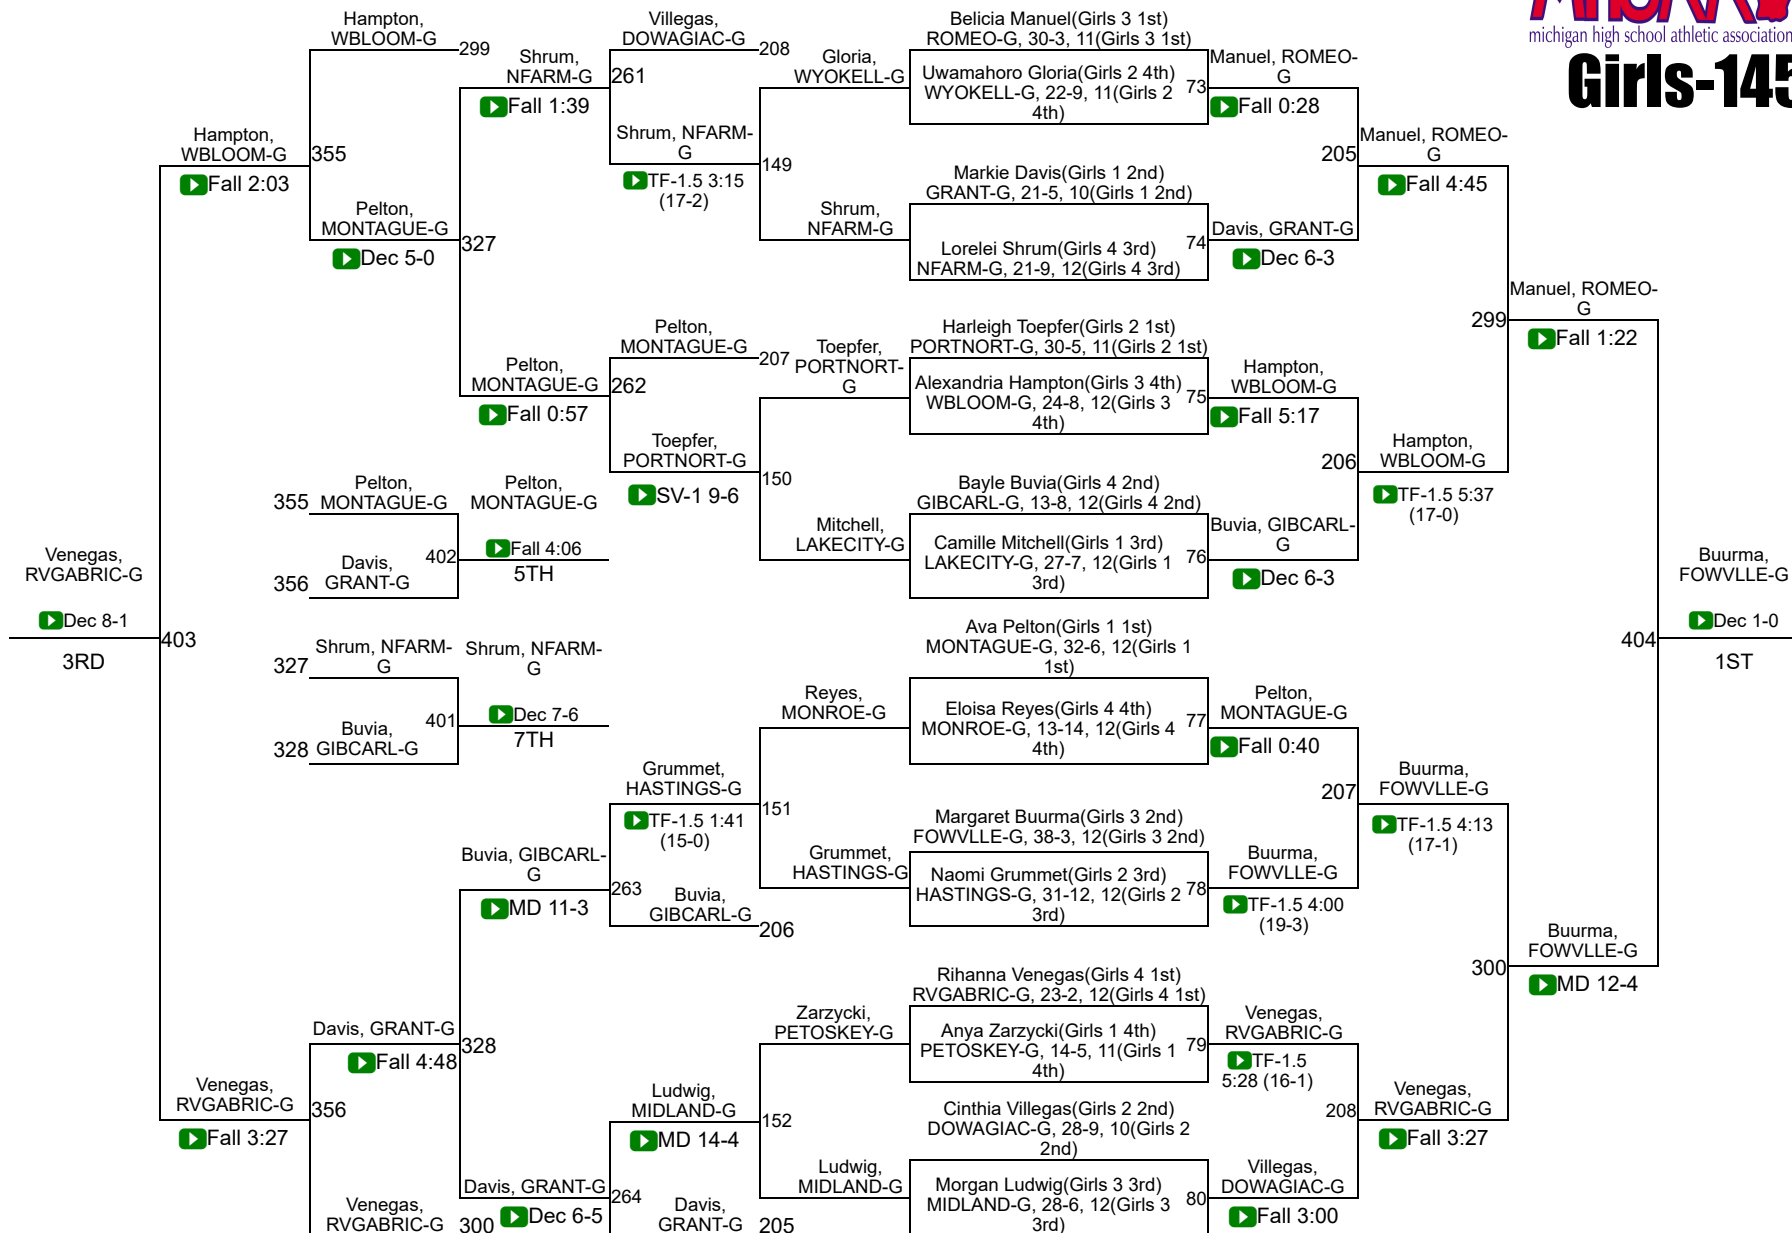 michigan high school athletic association
Girls-145
Hampton,
WBLOOM-G
299
Shrum,
NFARM-G
Fall 1:39
Villegas,
DOWAGIAC-G
208
261
Gloria,
WYOKELL-G
Belicia Manuel(Girls 3 1st)
ROMEO-G, 30-3, 11(Girls 3 1st)
Uwamahoro Gloria(Girls 2 4th)
WYOKELL-G, 22-9, 11(Girls 2
4th)
73
Manuel, ROMEO-
G
Fall 0:28
Hampton,
WBLOOM-G
Fall 2:03
355
Shrum, NFARM-
G
TF-1.5 3:15
(17-2)
149
Markie Davis(Girls 1 2nd)
GRANT-G, 21-5, 10(Girls 1 2nd)
205
Manuel, ROMEO-
G
Fall 4:45
Pelton,
MONTAGUE-G
Dec 5-0
327
Shrum,
NFARM-G
Lorelei Shrum(Girls 4 3rd)
NFARM-G, 21-9, 12(Girls 4 3rd)
74
Davis, GRANT-G
Dec 6-3
Manuel, ROMEO-
G
Fall 1:22
299
Pelton,
MONTAGUE-G
207
Pelton,
MONTAGUE-G
Fall 0:57
262
Toepfer,
PORTNORT-
G
Harleigh Toepfer(Girls 2 1st)
PORTNORT-G, 30-5, 11(Girls 2 1st)
Alexandria Hampton(Girls 3 4th)
WBLOOM-G, 24-8, 12(Girls 3
4th)
75
Hampton,
WBLOOM-G
Fall 5:17
Toepfer,
PORTNORT-G
SV-1 9-6
150
206
Hampton,
WBLOOM-G
TF-1.5 5:37
(17-0)
355
Pelton,
MONTAGUE-G
Pelton,
MONTAGUE-G
Bayle Buvia(Girls 4 2nd)
GIBCARL-G, 13-8, 12(Girls 4 2nd)
Mitchell,
LAKECITY-G
Camille Mitchell(Girls 1 3rd)
LAKECITY-G, 27-7, 12(Girls 1
3rd)
76
Buvia, GIBCARL-
G
Dec 6-3
Venegas,
RVGABRIC-G
Dec 8-1
3RD
403
356
Davis,
GRANT-G
402
Fall 4:06
5TH
Buurma,
FOWVLLE-G
Dec 1-0
1ST
404
327
Shrum, NFARM-
G
Shrum, NFARM-
G
Ava Pelton(Girls 1 1st)
MONTAGUE-G, 32-6, 12(Girls 1
1st)
328
Buvia,
GIBCARL-G
401
Dec 7-6
7TH
Reyes,
MONROE-G
Eloisa Reyes(Girls 4 4th)
MONROE-G, 13-14, 12(Girls 4
4th)
77
Pelton,
MONTAGUE-G
Fall 0:40
Grummet,
HASTINGS-G
TF-1.5 1:41
(15-0)
151
207
Buurma,
FOWVLLE-G
TF-1.5 4:13
(17-1)
Margaret Buurma(Girls 3 2nd)
FOWVLLE-G, 38-3, 12(Girls 3 2nd)
Buvia, GIBCARL-
G
MD 11-3
263
Buvia,
GIBCARL-G
206
Grummet,
HASTINGS-G
Naomi Grummet(Girls 2 3rd)
HASTINGS-G, 31-12, 12(Girls 2
3rd)
78
Buurma,
FOWVLLE-G
TF-1.5 4:00
(19-3)
300
Buurma,
FOWVLLE-G
MD 12-4
Rihanna Venegas(Girls 4 1st)
RVGABRIC-G, 23-2, 12(Girls 4 1st)
Davis, GRANT-G
Fall 4:48
328
Zarzycki,
PETOSKEY-G
Anya Zarzycki(Girls 1 4th)
PETOSKEY-G, 14-5, 11(Girls 1
4th)
79
Venegas,
RVGABRIC-G
TF-1.5
5:28 (16-1)
Venegas,
RVGABRIC-G
Fall 3:27
356
Ludwig,
MIDLAND-G
MD 14-4
152
Cinthia Villegas(Girls 2 2nd)
DOWAGIAC-G, 28-9, 10(Girls 2
2nd)
208
Venegas,
RVGABRIC-G
Fall 3:27
Venegas,
RVGABRIC-G
300
Davis, GRANT-G
Dec 6-5
264
Davis,
GRANT-G
205
Ludwig,
MIDLAND-G
Morgan Ludwig(Girls 3 3rd)
MIDLAND-G, 28-6, 12(Girls 3
3rd)
80
Villegas,
DOWAGIAC-G
Fall 3:00